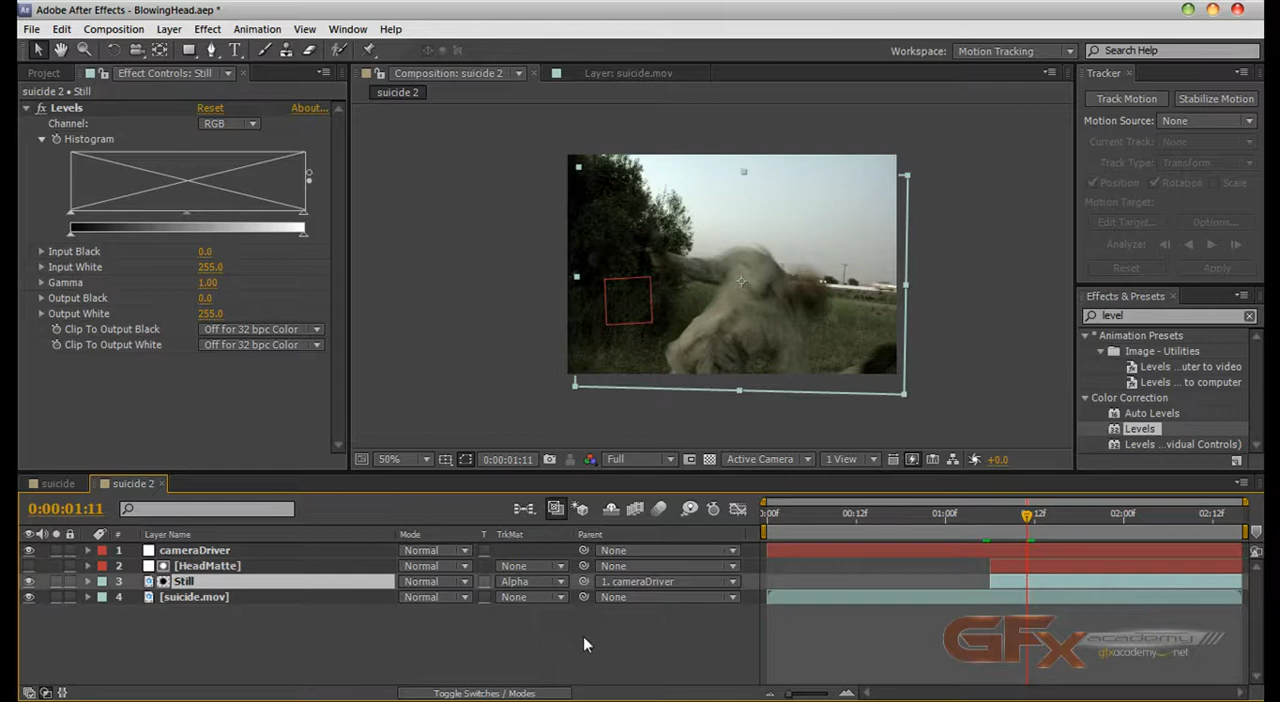 Adobe After Effects - BlowingHead.aep *
File Edit Composition Layer Effect Animation View Window Help
Workspace: Motion Tracking Search Help
Project Effect Controls: Still
suicide 2 • Still
fx Levels Reset About...
Channel: RGB
Histogram
Input Black 0.0
Input White 255.0
Gamma 1.00
Output Black 0.0
Output White 255.0
Clip To Output Black Off for 32 bpc Color
Clip To Output White Off for 32 bpc Color
Composition: suicide 2 Layer: suicide.mov
suicide 2
50% 0:00:01:11 Full Active Camera 1 View +0.0
Tracker
Track Motion Stabilize Motion
Motion Source: None
Current Track: None
Track Type: Transform
Position Rotation Scale
Motion Target:
Edit Target... Options...
Analyze:
Reset Apply
Effects & Presets
level
* Animation Presets
Image - Utilities
Levels ...uter to video
Levels ... to computer
Color Correction
Auto Levels
Levels
Levels ...vidual Controls)
suicide suicide 2
0:00:01:11
:00f 00:12f 01:00f 12f 02:00f 02:12f
# Layer Name Mode T TrkMat Parent
1 cameraDriver Normal None
2 [HeadMatte] Normal None None
3 Still Normal Alpha 1. cameraDriver
4 [suicide.mov] Normal None None
GFx academy
gfxacademy.net
Toggle Switches / Modes